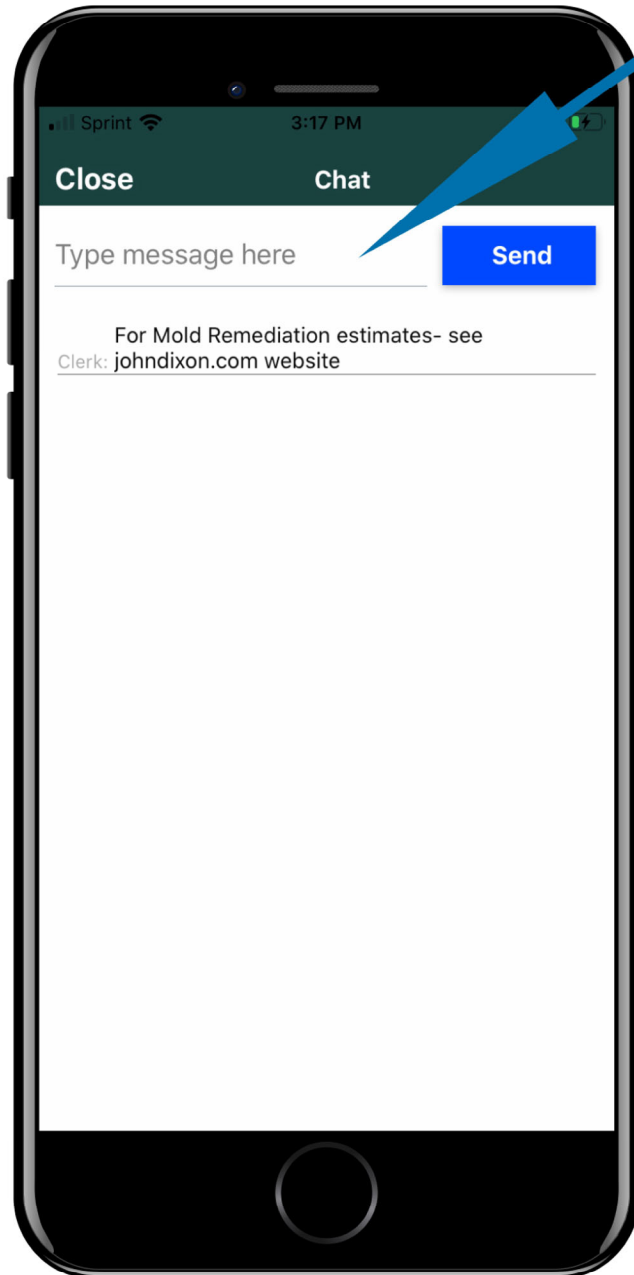 Sprint 3:17 PM
Close Chat
Type message here Send
For Mold Remediation estimates- see
Clerk: johndixon.com website